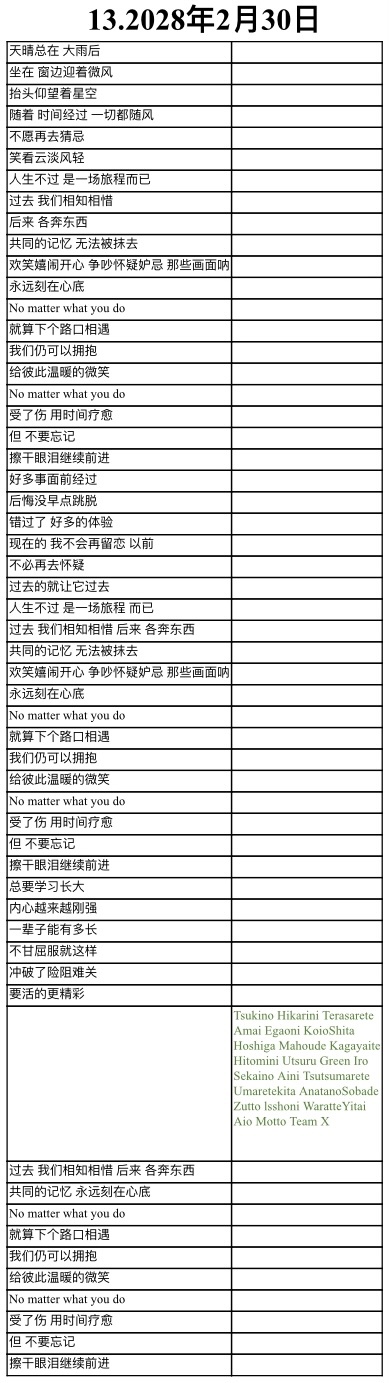 13.2028年2月30日
天晴总在 大雨后
坐在 窗边迎着微风
抬头仰望着星空
随着 时间经过 一切都随风
不愿再去猜忌
笑看云淡风轻
人生不过 是一场旅程而已
过去 我们相知相惜
后来 各奔东西
共同的记忆 无法被抹去
欢笑嬉闹开心 争吵怀疑妒忌 那些画面呐
永远刻在心底
No matter what you do
就算下个路口相遇
我们仍可以拥抱
给彼此温暖的微笑
No matter what you do
受了伤 用时间疗愈
但 不要忘记
擦干眼泪继续前进
好多事面前经过
后悔没早点跳脱
错过了 好多的体验
现在的 我不会再留恋 以前
不必再去怀疑
过去的就让它过去
人生不过 是一场旅程 而已
过去 我们相知相惜 后来 各奔东西
共同的记忆 无法被抹去
欢笑嬉闹开心 争吵怀疑妒忌 那些画面呐
永远刻在心底
No matter what you do
就算下个路口相遇
我们仍可以拥抱
给彼此温暖的微笑
No matter what you do
受了伤 用时间疗愈
但 不要忘记
擦干眼泪继续前进
总要学习长大
内心越来越刚强
一辈子能有多长
不甘屈服就这样
冲破了险阻难关
要活的更精彩
Tsukino Hikarini Terasarete
Amai Egaoni KoioShita
Hoshiga Mahoude Kagayaite
Hitomini Utsuru Green Iro
Sekaino Aini Tsutsumarete
Umaretekita AnatanoSobade
Zutto lsshoni WaratteYitai
Aio Motto Team X
过去 我们相知相惜 后来 各奔东西
共同的记忆 永远刻在心底
No matter what you do
就算下个路口相遇
我们仍可以拥抱
给彼此温暖的微笑
No matter what you do
受了伤 用时间疗愈
但 不要忘记
擦干眼泪继续前进